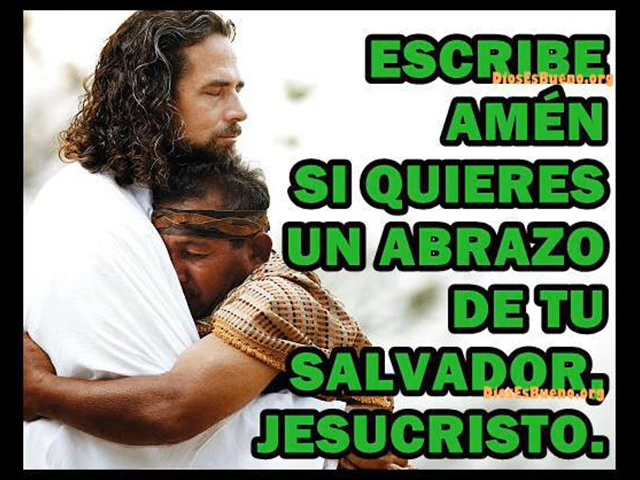 ESCRIBE
DiosEsBueno.org
AMÉN
SI QUIERES
UN ABRAZO
DE TU
SALVADOR,
DiosEsBueno.org
JESUCRISTO.